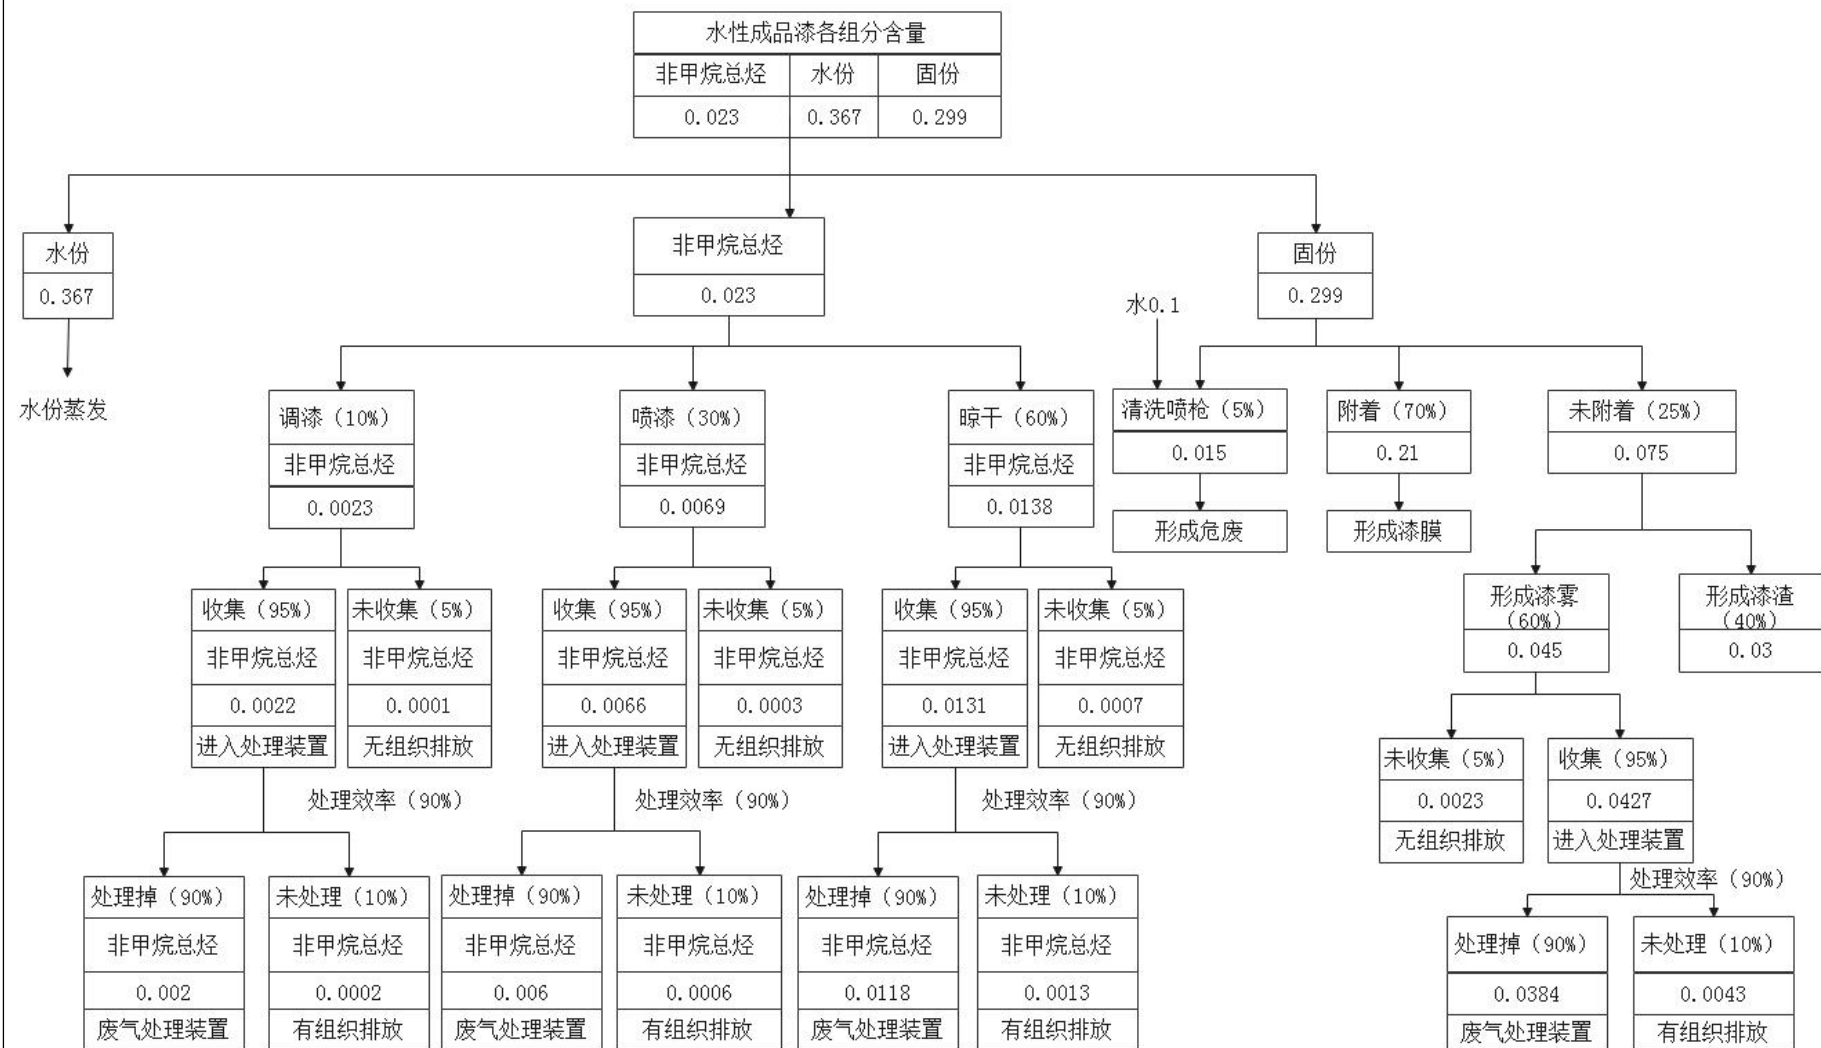 水性成品漆各组分含量
非甲烷总烃 水份 固份
0.023 0.367 0.299
水份
0.367
水份蒸发
非甲烷总烃
0.023
固份
0.299
水0.1
调漆（10%）
非甲烷总烃
0.0023
喷漆（30%）
非甲烷总烃
0.0069
晾干（60%）
非甲烷总烃
0.0138
清洗喷枪（5%）
0.015
形成危废
附着（70%）
0.21
形成漆膜
未附着（25%）
0.075
收集（95%）
非甲烷总烃
0.0022
进入处理装置
未收集（5%）
非甲烷总烃
0.0001
无组织排放
收集（95%）
非甲烷总烃
0.0066
进入处理装置
未收集（5%）
非甲烷总烃
0.0003
无组织排放
收集（95%）
非甲烷总烃
0.0131
进入处理装置
未收集（5%）
非甲烷总烃
0.0007
无组织排放
形成漆雾
（60%）
0.045
形成漆渣
（40%）
0.03
未收集（5%）
0.0023
无组织排放
收集（95%）
0.0427
进入处理装置
处理效率（90%）
处理效率（90%）
处理效率（90%）
处理效率（90%）
处理掉（90%）
非甲烷总烃
0.002
废气处理装置
未处理（10%）
非甲烷总烃
0.0002
有组织排放
处理掉（90%）
非甲烷总烃
0.006
废气处理装置
未处理（10%）
非甲烷总烃
0.0006
有组织排放
处理掉（90%）
非甲烷总烃
0.0118
废气处理装置
未处理（10%）
非甲烷总烃
0.0013
有组织排放
处理掉（90%）
0.0384
废气处理装置
未处理（10%）
0.0043
有组织排放